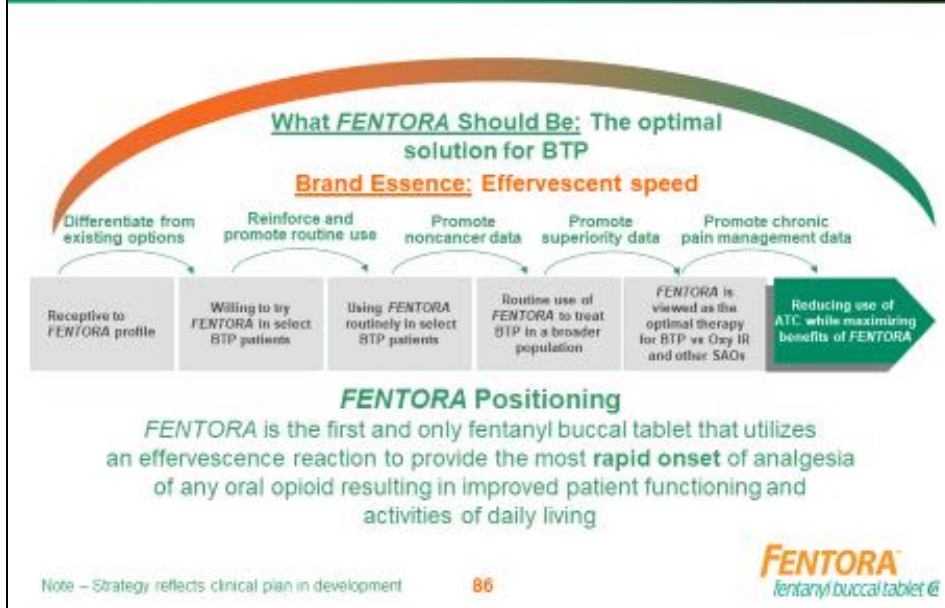 What FENTORA Should Be: The optimal
solution for BTP
Brand Essence: Effervescent speed
Differentiate from
existing options
Reinforce and
promote routine use
Promote
noncancer data
Promote
superiority data
Promote chronic
pain management data
Receptive to
FENTORA profile
Willing to try
FENTORA in select
BTP patients
Using FENTORA
routinely in select
BTP patients
Routine use of
FENTORA to treat
BTP in a broader
population
FENTORA is
viewed as the
optimal therapy
for BTP vs Oxy IR
and other SAOs
Reducing use of
ATC while maximizing
benefits of FENTORA
FENTORA Positioning
FENTORA is the first and only fentanyl buccal tablet that utilizes
an effervescence reaction to provide the most rapid onset of analgesia
of any oral opioid resulting in improved patient functioning and
activities of daily living
Note – Strategy reflects clinical plan in development
86
FENTORA
fentanyl buccal tablet